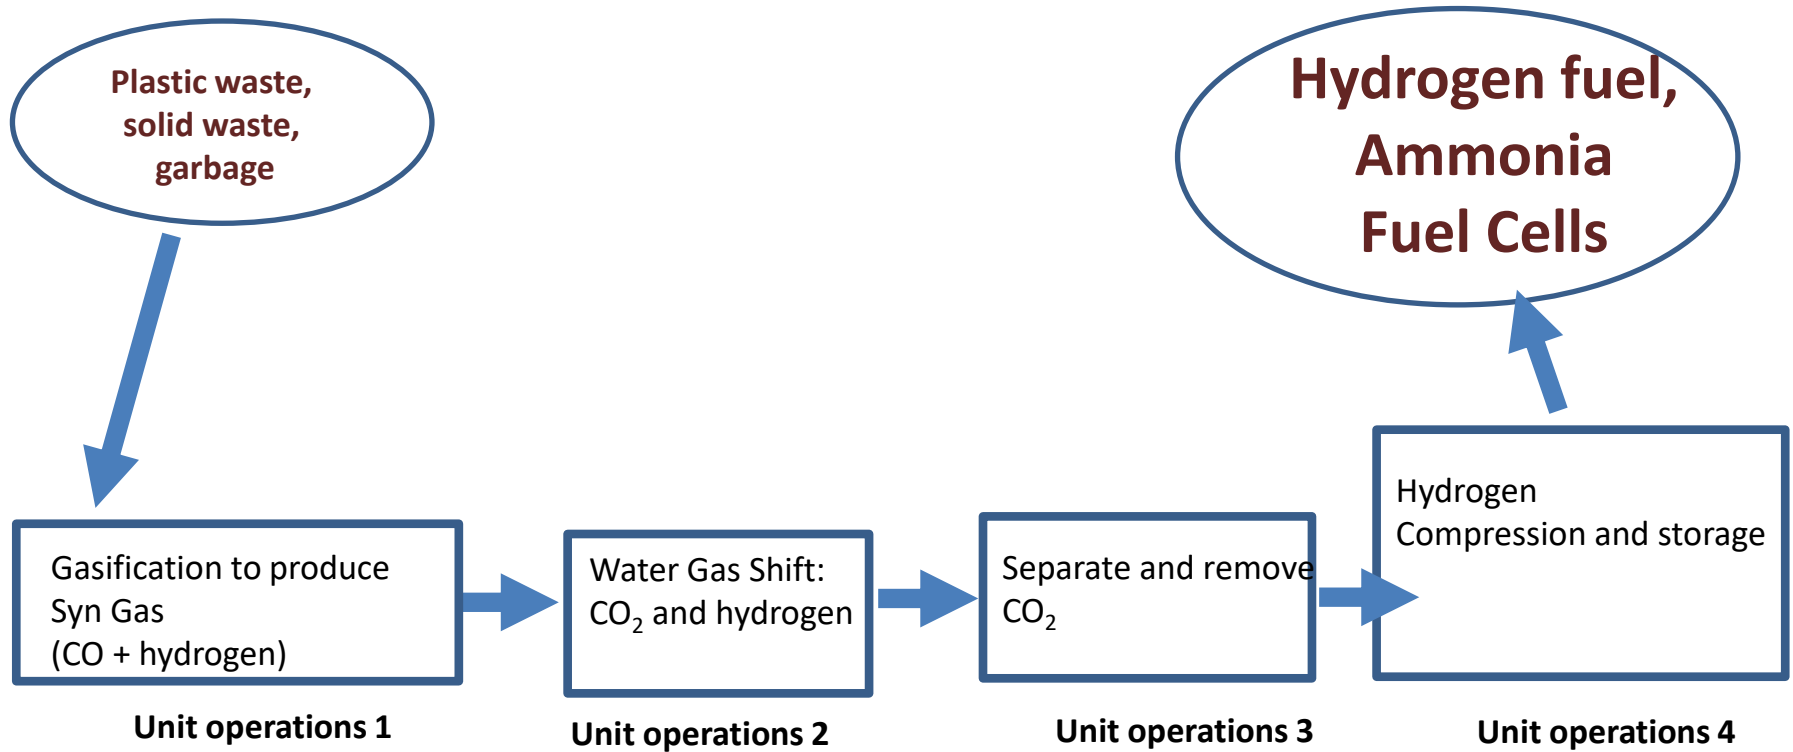 Plastic waste,
solid waste,
garbage
Hydrogen fuel,
Ammonia
Fuel Cells
Gasification to produce
Syn Gas
(CO + hydrogen)
Water Gas Shift:
CO₂ and hydrogen
Separate and remove
CO₂
Hydrogen
Compression and storage
Unit operations 1
Unit operations 2
Unit operations 3
Unit operations 4